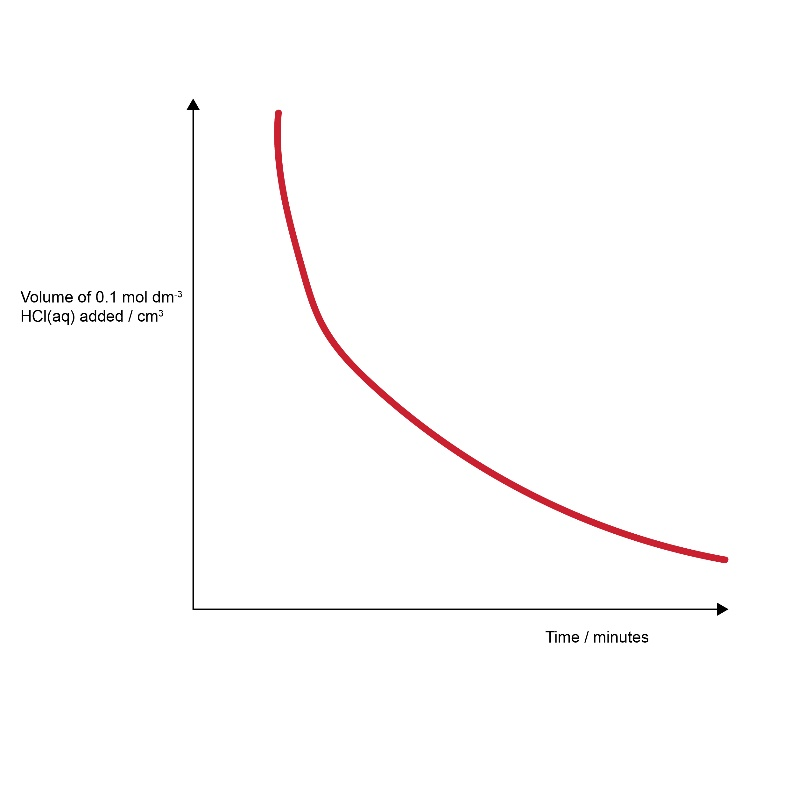 Volume of 0.1 mol dm⁻³
HCl(aq) added / cm³
Time / minutes